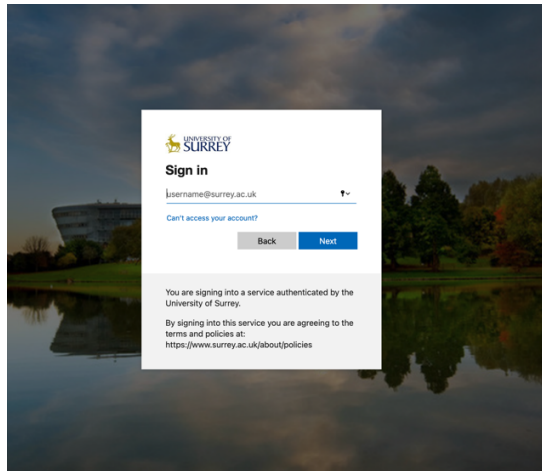 UNIVERSITY OF
SURREY
Sign in
username@surrey.ac.uk
Can't access your account?
Back
Next
You are signing into a service authenticated by the
University of Surrey.
By signing into this service you are agreeing to the
terms and policies at:
https://www.surrey.ac.uk/about/policies